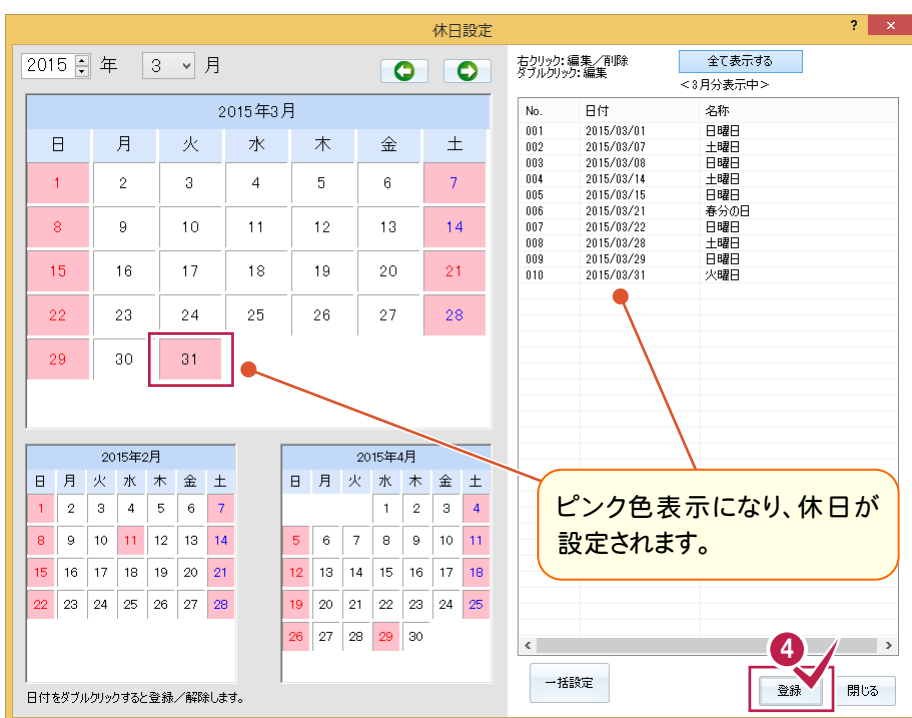 休日設定
? ×
2015 年 3 月
2015年3月
日 月 火 水 木 金 土
1 2 3 4 5 6 7
8 9 10 11 12 13 14
15 16 17 18 19 20 21
22 23 24 25 26 27 28
29 30 31
2015年2月
日 月 火 水 木 金 土
1 2 3 4 5 6 7
8 9 10 11 12 13 14
15 16 17 18 19 20 21
22 23 24 25 26 27 28
2015年4月
日 月 火 水 木 金 土
1 2 3 4
5 6 7 8 9 10 11
12 13 14 15 16 17 18
19 20 21 22 23 24 25
26 27 28 29 30
日付をダブルクリックすると登録／解除します。
右クリック：編集／削除
ダブルクリック：編集
全て表示する
＜3月分表示中＞
No. 日付 名称
001 2015/03/01 日曜日
002 2015/03/07 土曜日
003 2015/03/08 日曜日
004 2015/03/14 土曜日
005 2015/03/15 日曜日
006 2015/03/21 春分の日
007 2015/03/22 日曜日
008 2015/03/28 土曜日
009 2015/03/29 日曜日
010 2015/03/31 火曜日
ピンク色表示になり、休日が
設定されます。
4
一括設定
登録
閉じる